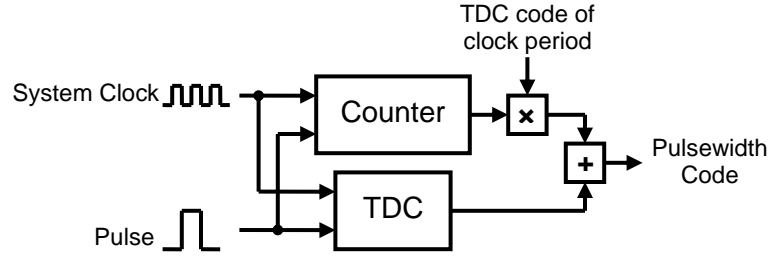 TDC code of
clock period
System Clock
Counter
×
+
Pulsewidth
Code
TDC
Pulse